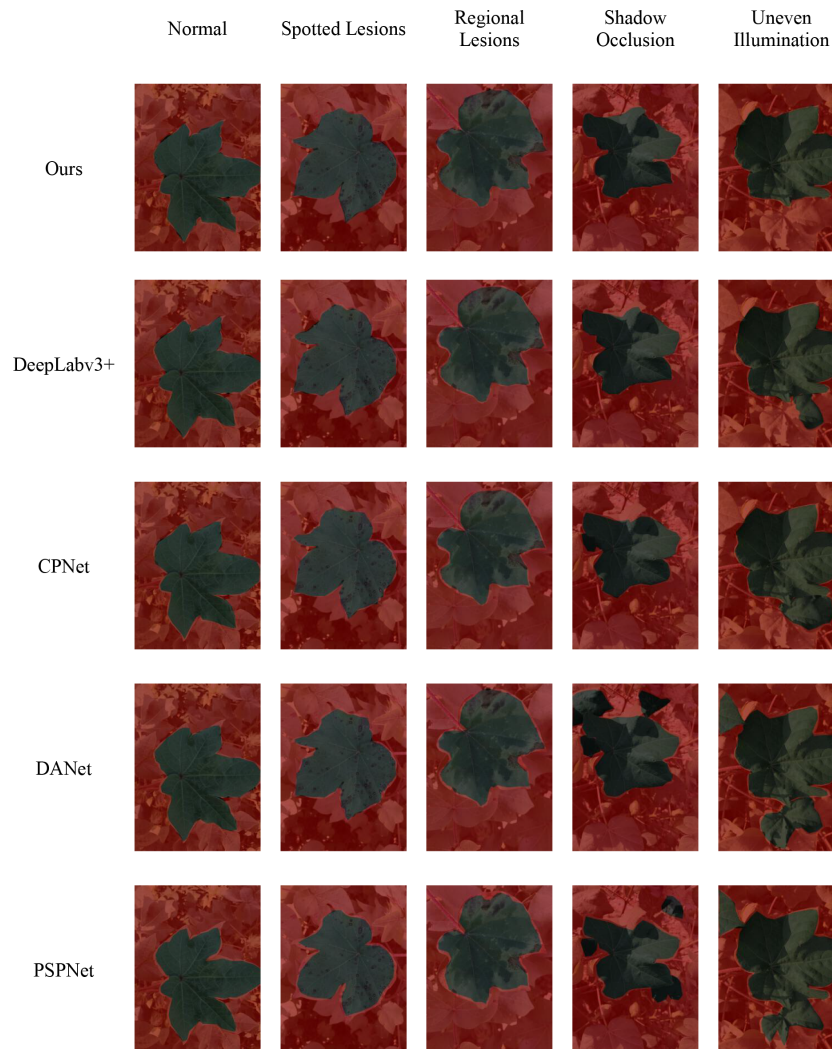 Normal
Spotted Lesions
Regional
Lesions
Shadow
Occlusion
Uneven
Illumination
Ours
DeepLabv3+
CPNet
DANet
PSPNet